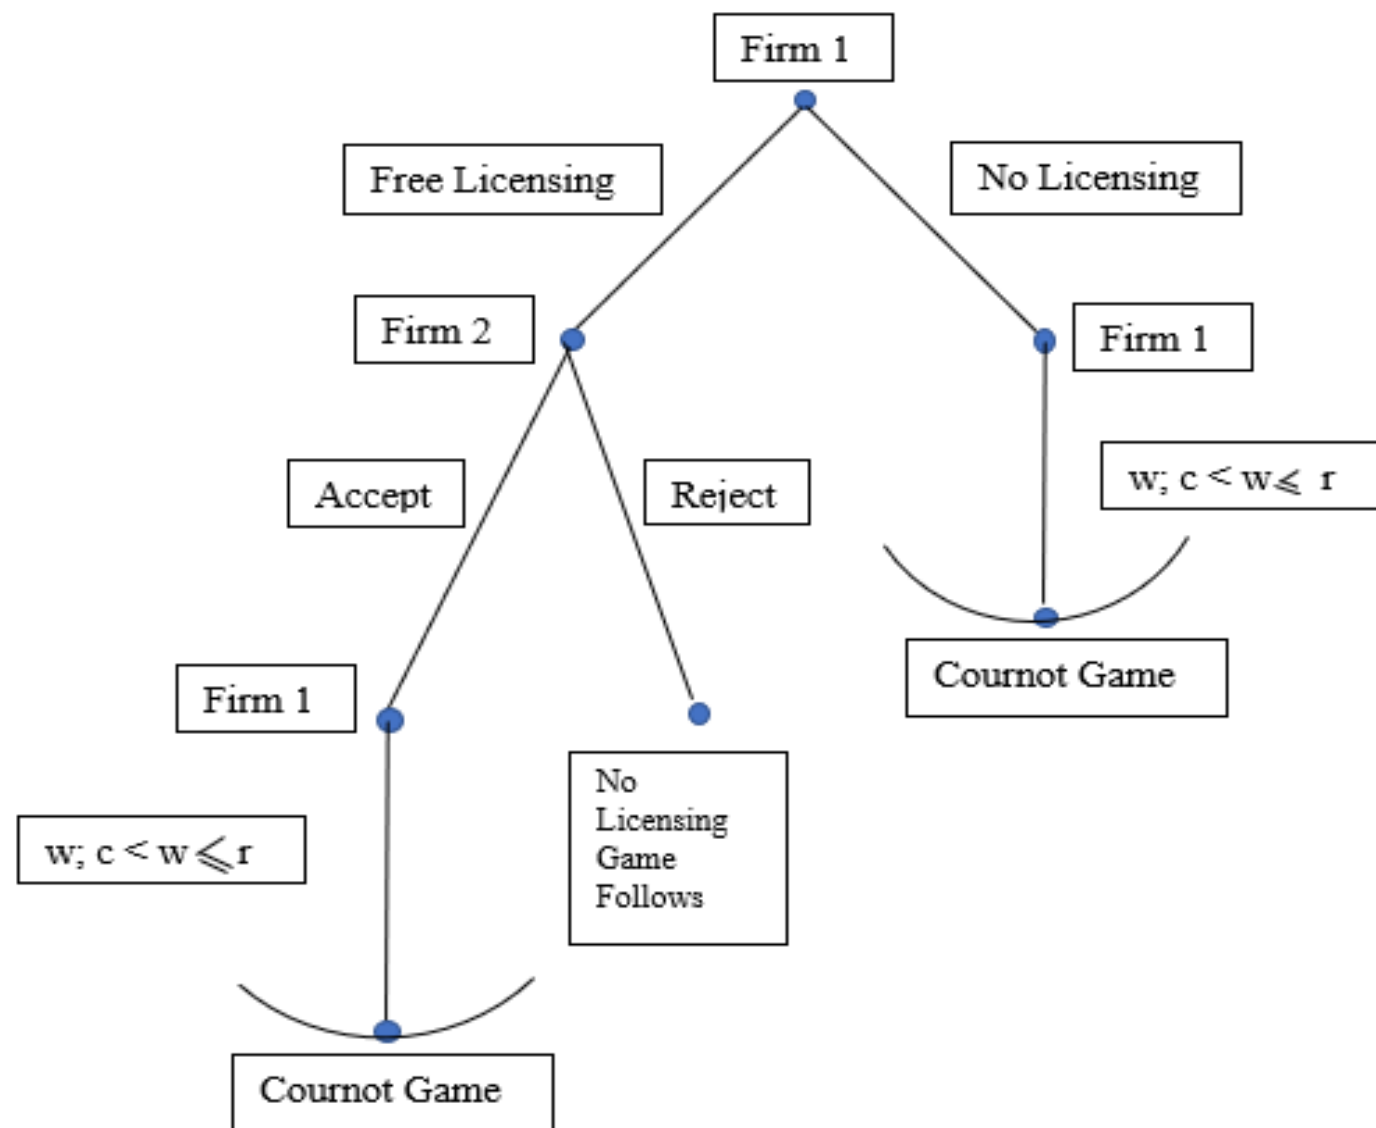 Firm 1
Free Licensing
No Licensing
Firm 2
Firm 1
Accept
Reject
w; c < w ⩽ r
Firm 1
Cournot Game
No
Licensing
Game
Follows
w; c < w ⩽ r
Cournot Game